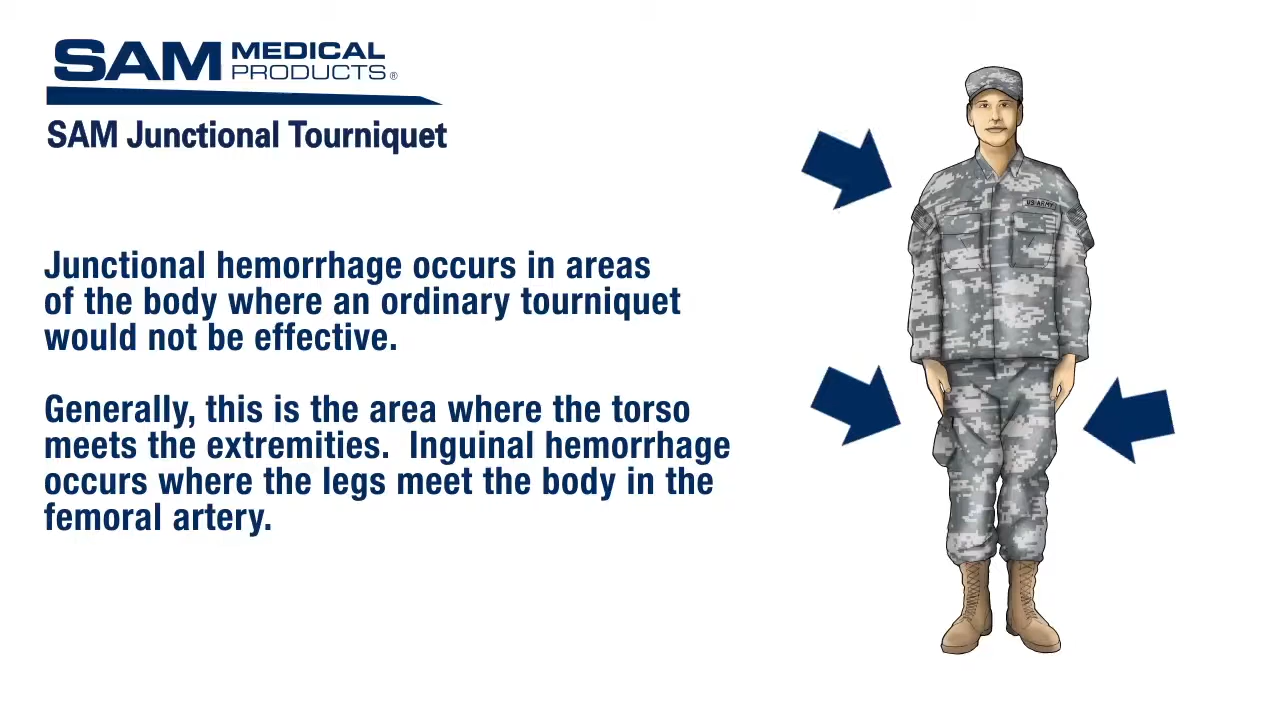 SAM MEDICAL
PRODUCTS®
SAM Junctional Tourniquet
Junctional hemorrhage occurs in areas
of the body where an ordinary tourniquet
would not be effective.
Generally, this is the area where the torso
meets the extremities.  Inguinal hemorrhage
occurs where the legs meet the body in the
femoral artery.
US ARMY